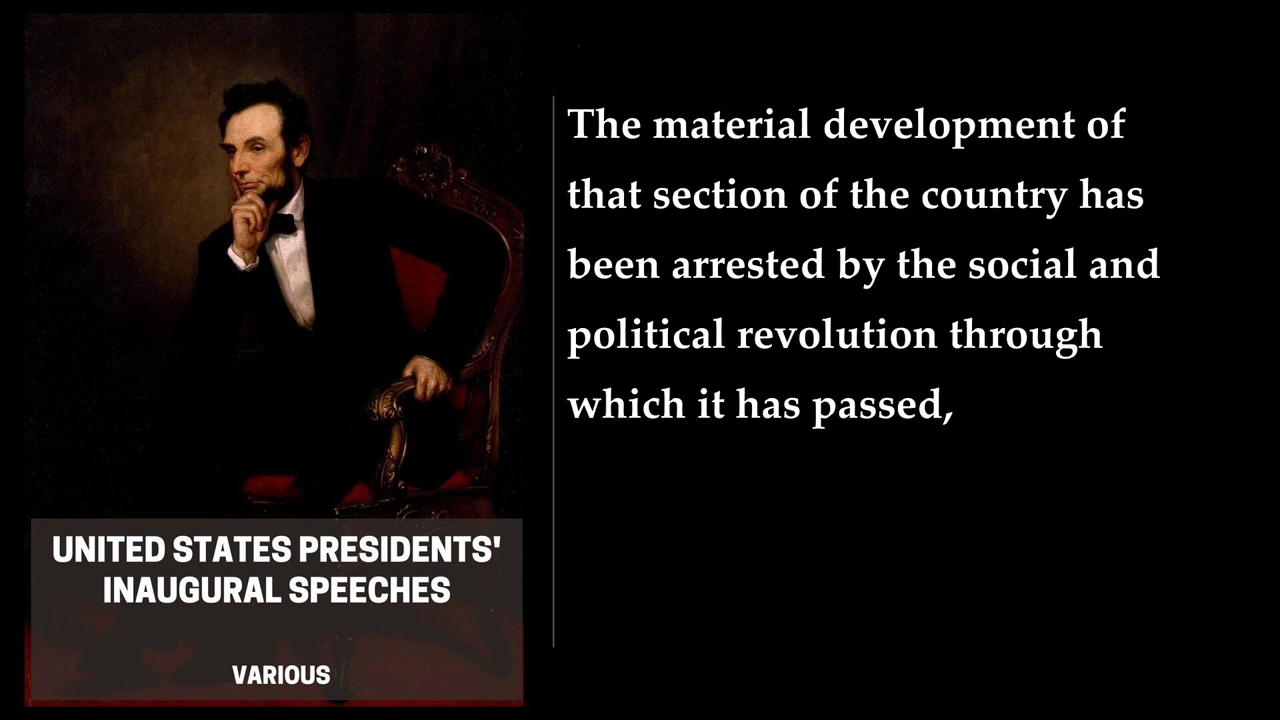 The material development of
that section of the country has
been arrested by the social and
political revolution through
which it has passed,
UNITED STATES PRESIDENTS'
INAUGURAL SPEECHES
VARIOUS